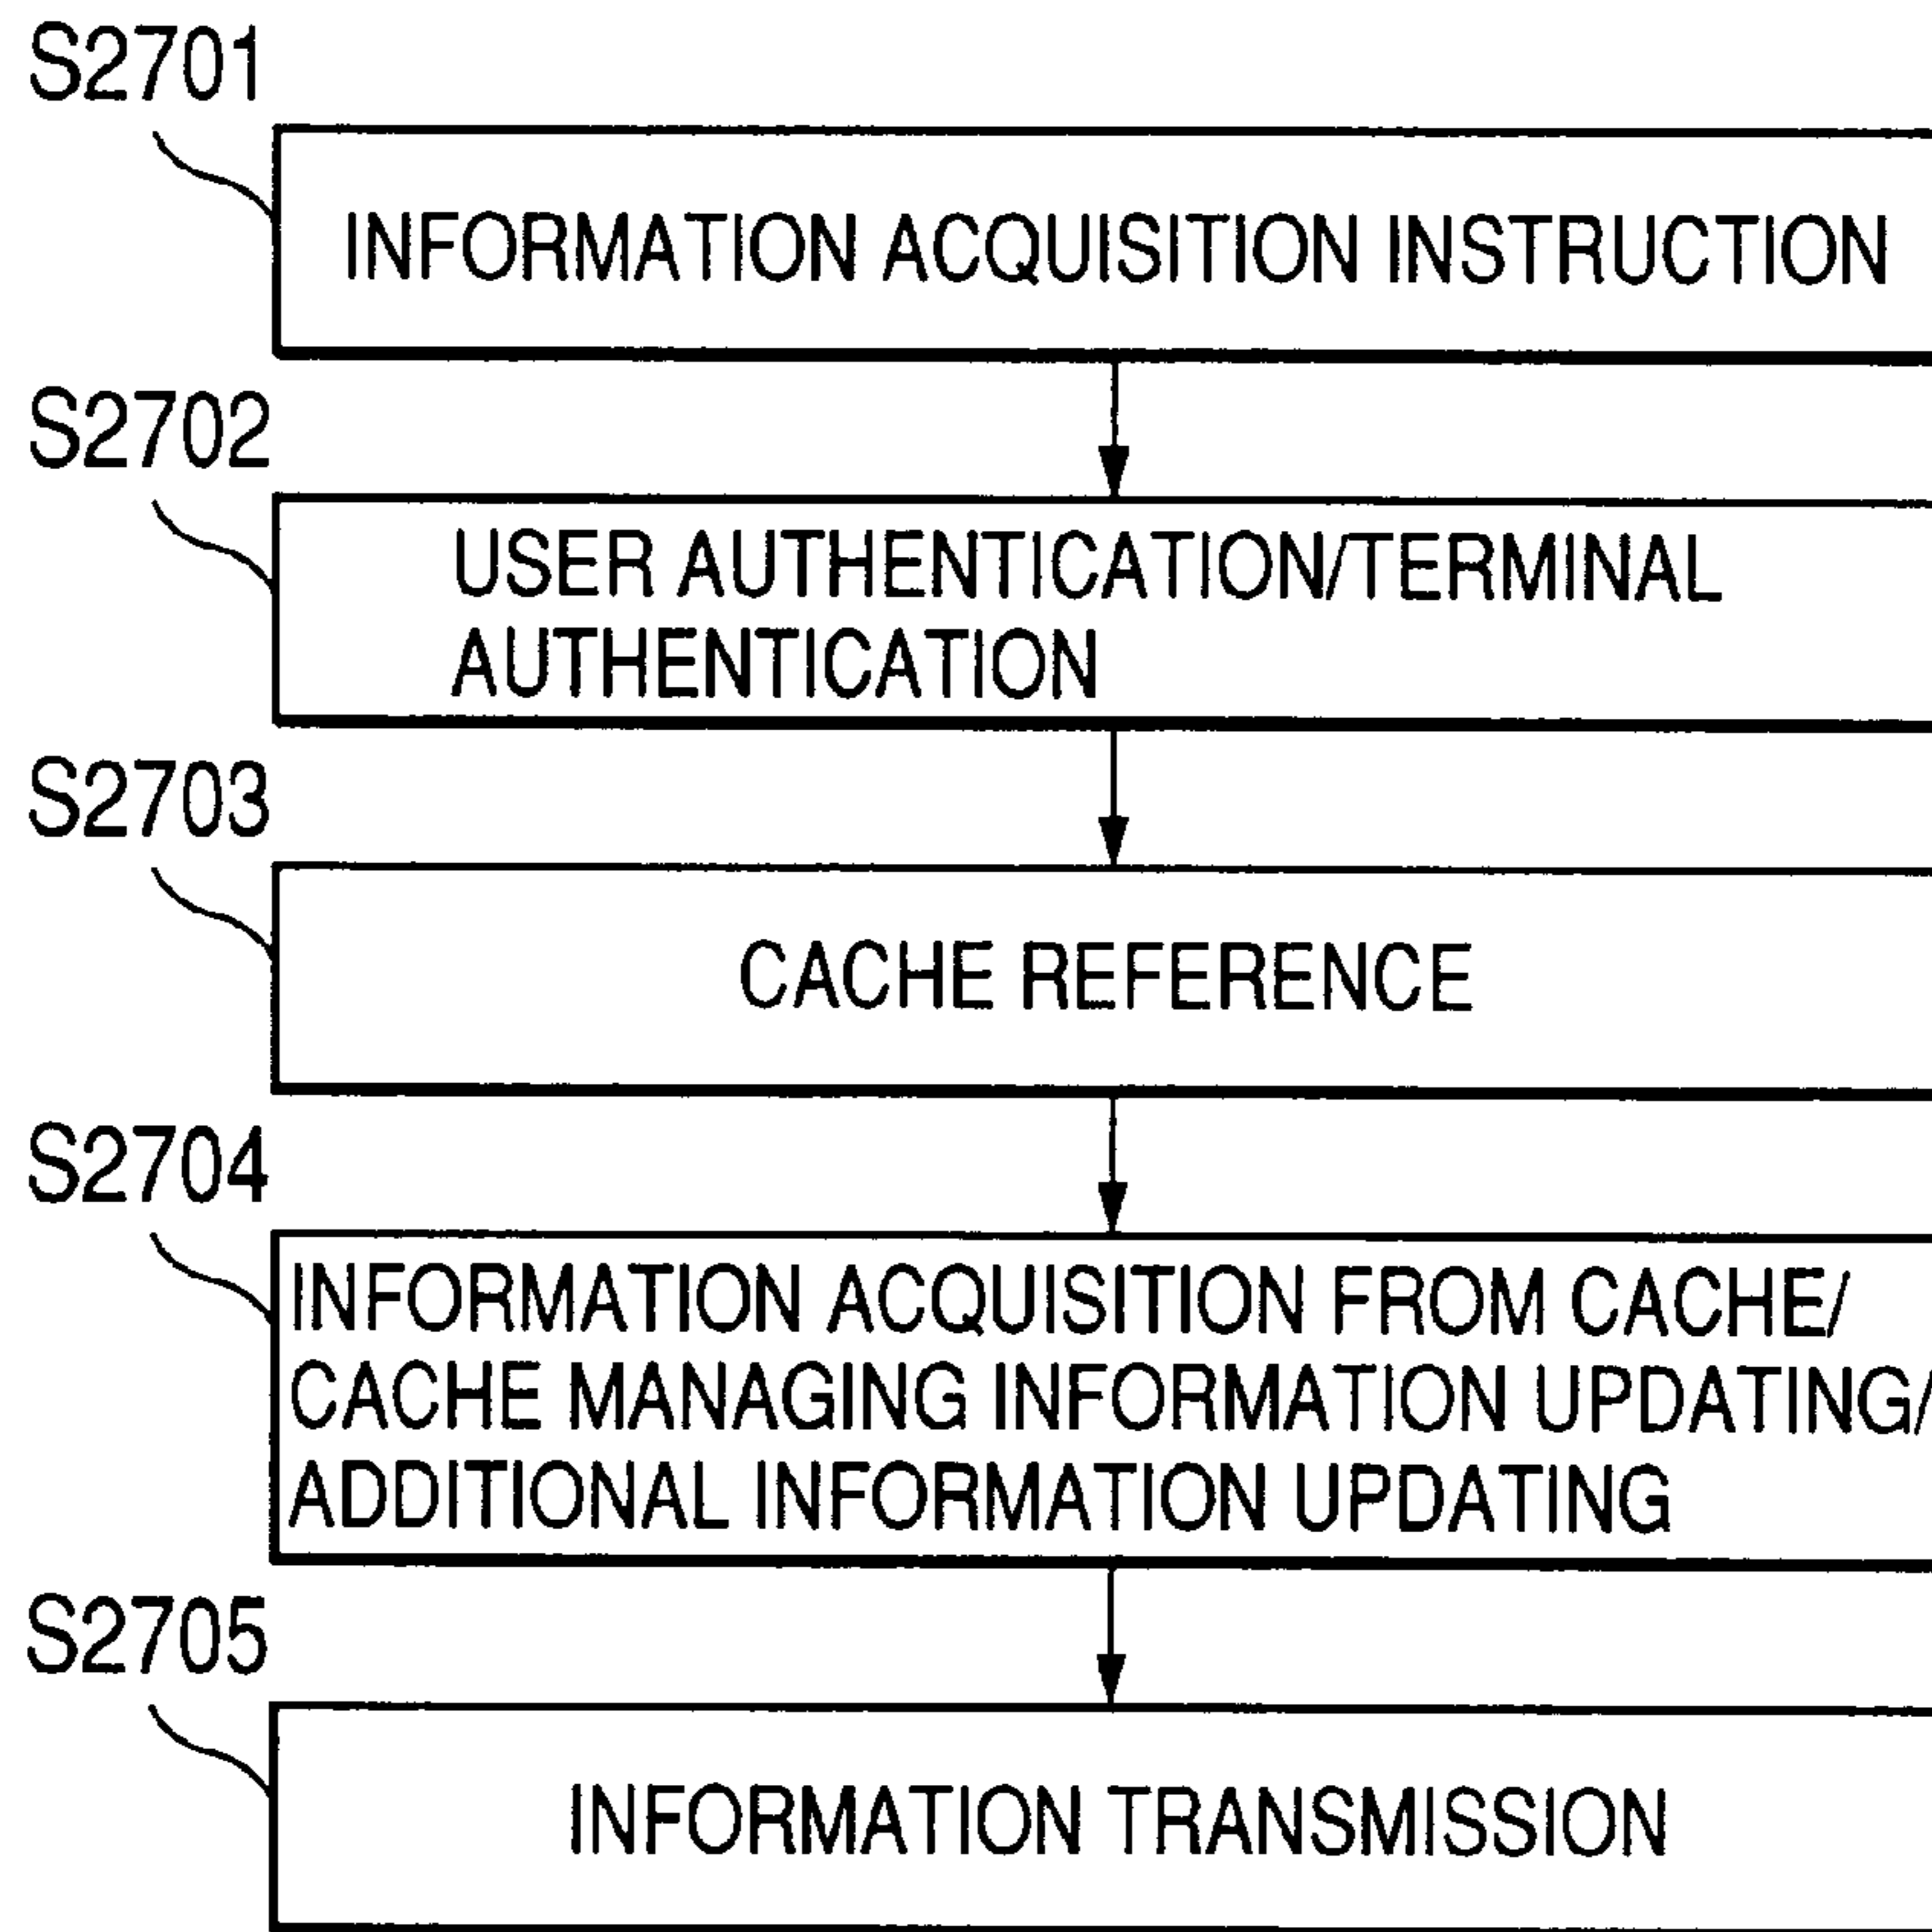 S2701
INFORMATION ACQUISITION INSTRUCTION
S2702
USER AUTHENTICATION/TERMINAL
AUTHENTICATION
S2703
CACHE REFERENCE
S2704
INFORMATION ACQUISITION FROM CACHE/
CACHE MANAGING INFORMATION UPDATING/
ADDITIONAL INFORMATION UPDATING
S2705
INFORMATION TRANSMISSION